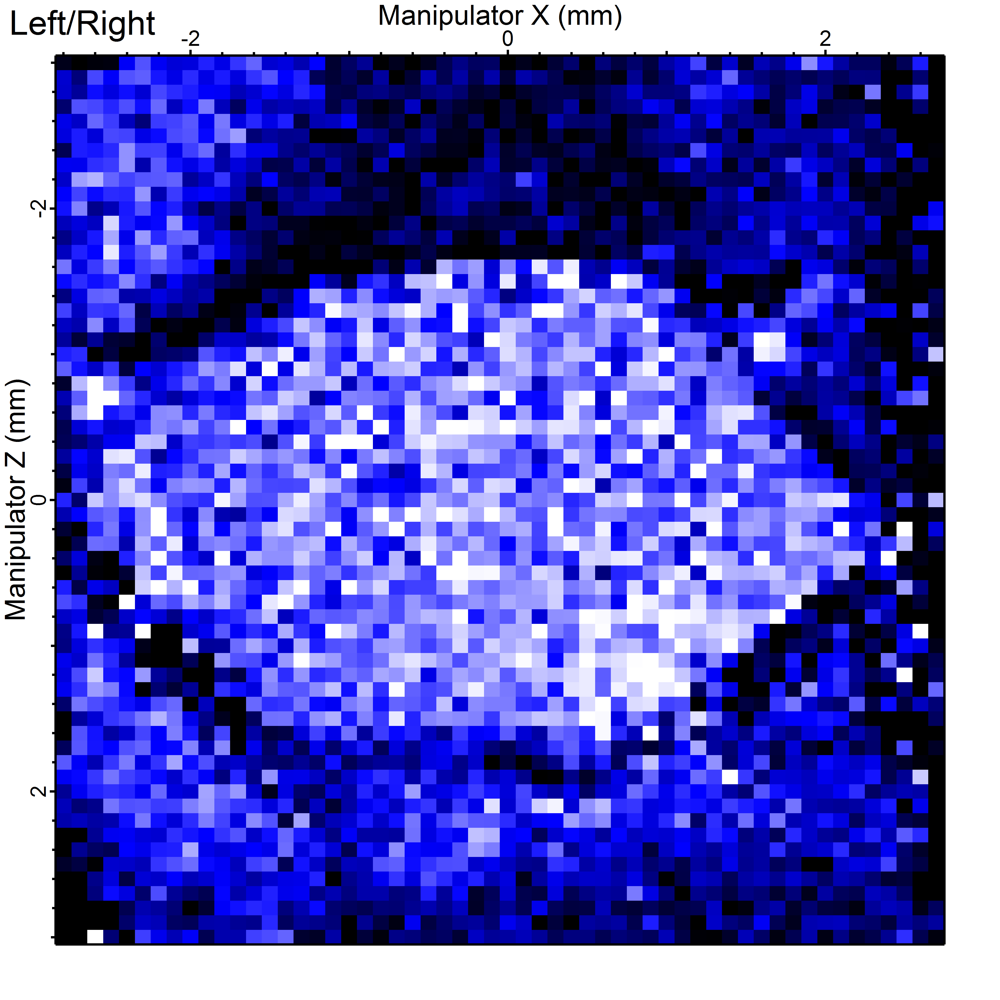 Left/Right
Manipulator X (mm)
-2 0 2
Manipulator Z (mm)
-2
0
2